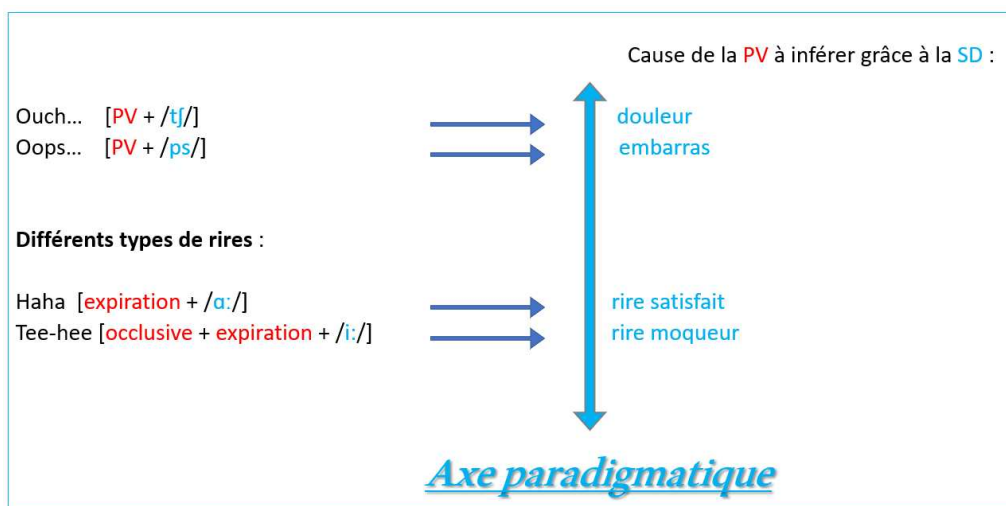 Cause de la PV à inférer grâce à la SD :
Ouch... [PV + /tʃ/] douleur
Oops... [PV + /ps/] embarras
Différents types de rires :
Haha [expiration + /ɑː/] rire satisfait
Tee-hee [occlusive + expiration + /iː/] rire moqueur
Axe paradigmatique